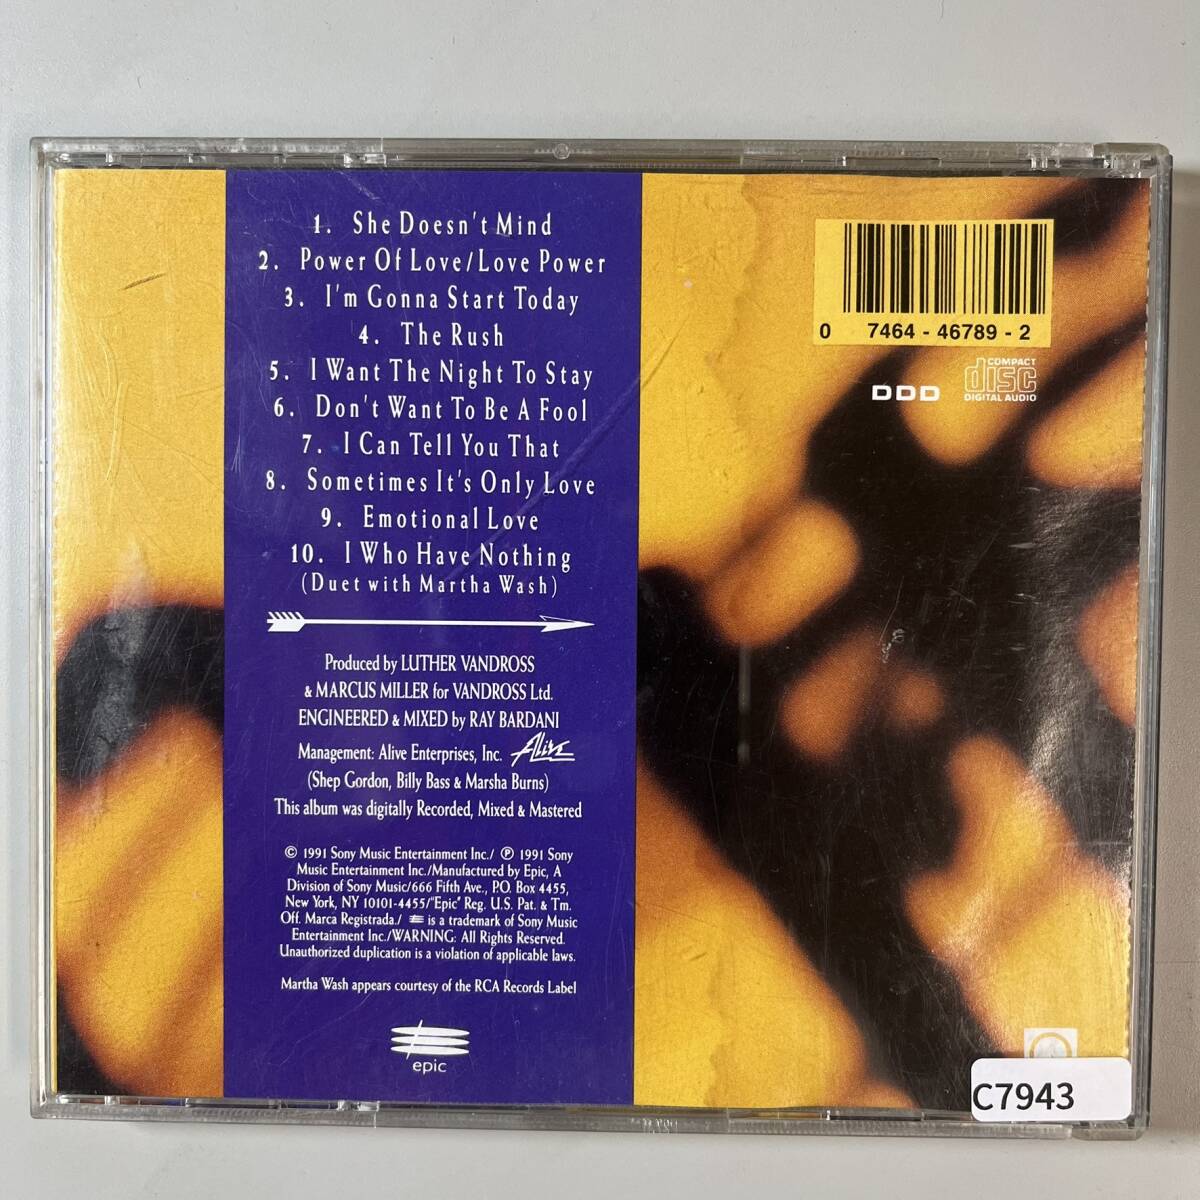 1. She Doesn't Mind
2. Power Of Love/Love Power
3. I'm Gonna Start Today
4. The Rush
5. I Want The Night To Stay
6. Don't Want To Be A Fool
7. I Can Tell You That
8. Sometimes It's Only Love
9. Emotional Love
10. I Who Have Nothing
(Duet with Martha Wash)
Produced by LUTHER VANDROSS
& MARCUS MILLER for VANDROSS Ltd.
ENGINEERED & MIXED by RAY BARDANI
Management: Alive Enterprises, Inc. Alive
(Shep Gordon, Billy Bass & Marsha Burns)
This album was digitally Recorded, Mixed & Mastered
© 1991 Sony Music Entertainment Inc./ ℗ 1991 Sony
Music Entertainment Inc./Manufactured by Epic, A
Division of Sony Music/666 Fifth Ave., P.O. Box 4455,
New York, NY 10101-4455/"Epic" Reg. U.S. Pat. & Tm.
Off. Marca Registrada./ is a trademark of Sony Music
Entertainment Inc./WARNING: All Rights Reserved.
Unauthorized duplication is a violation of applicable laws.
Martha Wash appears courtesy of the RCA Records Label
epic
0 7464 - 46789 - 2
DDD
COMPACT
disc
DIGITAL AUDIO
C7943